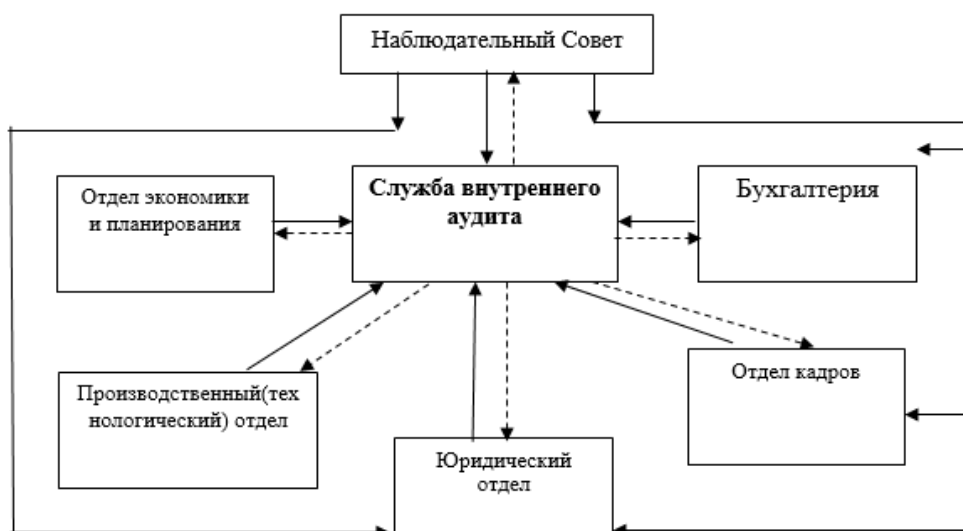 Наблюдательный Совет
Служба внутреннего
аудита
Отдел экономики
и планирования
Бухгалтерия
Производственный(тех
нологический) отдел
Юридический
отдел
Отдел кадров